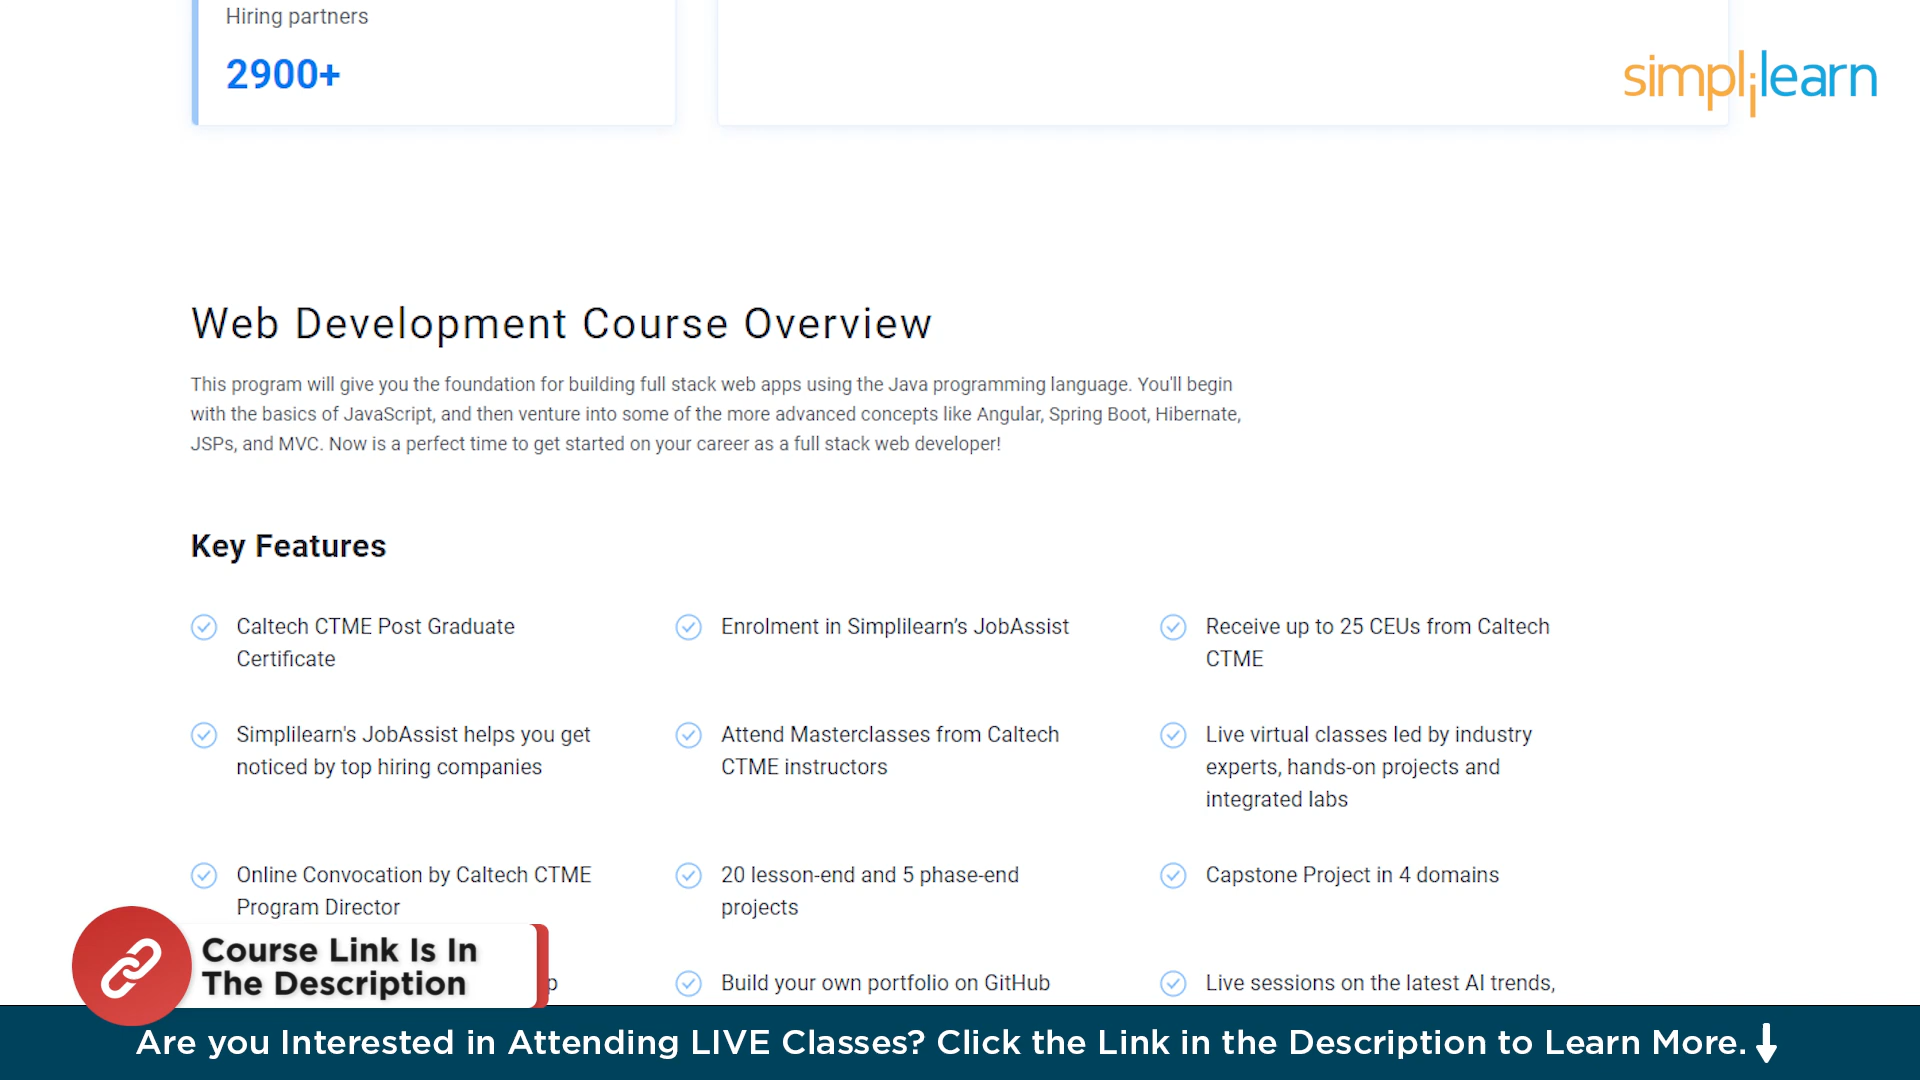 Hiring partners
2900+
simplilearn
Web Development Course Overview
This program will give you the foundation for building full stack web apps using the Java programming language. You'll begin
with the basics of JavaScript, and then venture into some of the more advanced concepts like Angular, Spring Boot, Hibernate,
JSPs, and MVC. Now is a perfect time to get started on your career as a full stack web developer!
Key Features
Caltech CTME Post Graduate
Certificate
Enrolment in Simplilearn’s JobAssist
Receive up to 25 CEUs from Caltech
CTME
Simplilearn's JobAssist helps you get
noticed by top hiring companies
Attend Masterclasses from Caltech
CTME instructors
Live virtual classes led by industry
experts, hands-on projects and
integrated labs
Online Convocation by Caltech CTME
Program Director
20 lesson-end and 5 phase-end
projects
Capstone Project in 4 domains
Build your own portfolio on GitHub
Live sessions on the latest AI trends,
Course Link Is In
The Description
Are you Interested in Attending LIVE Classes? Click the Link in the Description to Learn More.